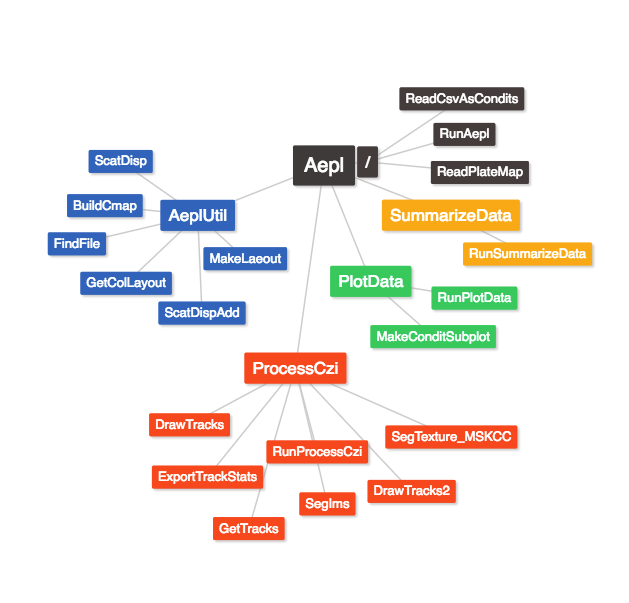 ReadCsvAsCondits
RunAepl
Aepl
/
ReadPlateMap
ScatDisp
BuildCmap
AeplUtil
SummarizeData
FindFile
MakeLaeout
RunSummarizeData
GetColLayout
PlotData
RunPlotData
ScatDispAdd
MakeConditSubplot
ProcessCzi
DrawTracks
SegTexture_MSKCC
RunProcessCzi
ExportTrackStats
DrawTracks2
SegIms
GetTracks